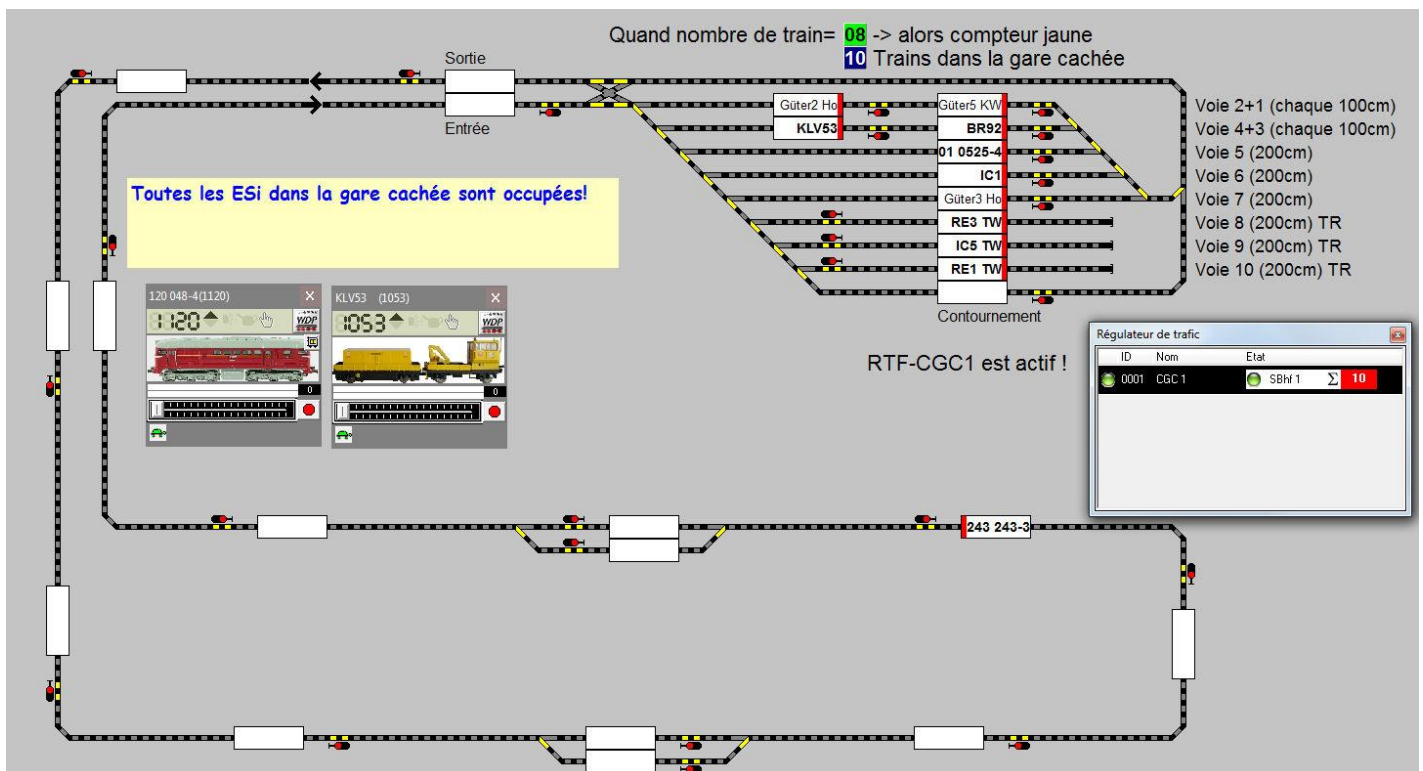 Quand nombre de train= 08 -> alors compteur jaune
10 Trains dans la gare cachée
Sortie
Entrée
Güter2 Ho
Güter5 KW
Voie 2+1 (chaque 100cm)
KLV53
BR92
Voie 4+3 (chaque 100cm)
01 0525-4
Voie 5 (200cm)
IC1
Voie 6 (200cm)
Güter3 Ho
Voie 7 (200cm)
RE3 TW
Voie 8 (200cm) TR
IC5 TW
Voie 9 (200cm) TR
RE1 TW
Voie 10 (200cm) TR
Contournement
Toutes les ESi dans la gare cachée sont occupées!
120 048-4(1120)
1120
WDP
0
KLV53 (1053)
1053
WDP
0
RTF-CGC1 est actif !
Régulateur de trafic
ID Nom Etat
0001 CGC 1 SBhf 1 Σ 10
243 243-3